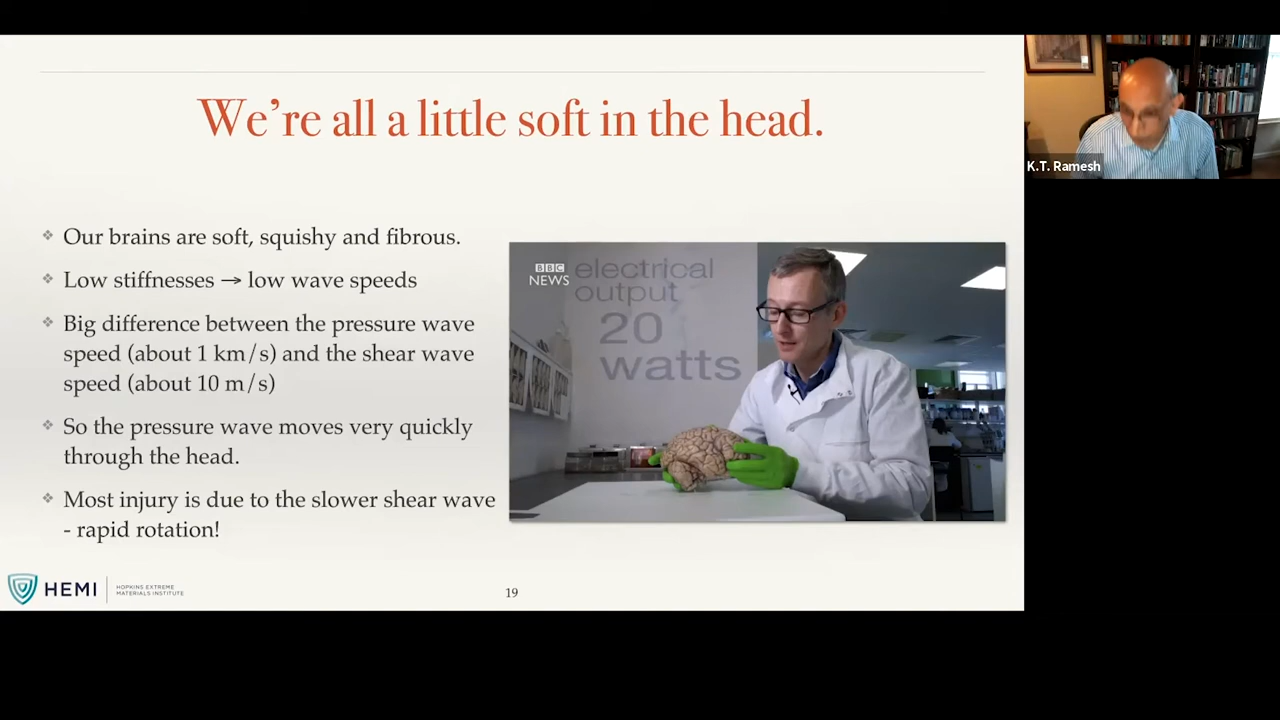 We're all a little soft in the head.
K.T. Ramesh
❖ Our brains are soft, squishy and fibrous.
❖ Low stiffnesses → low wave speeds
❖ Big difference between the pressure wave
speed (about 1 km/s) and the shear wave
speed (about 10 m/s)
❖ So the pressure wave moves very quickly
through the head.
❖ Most injury is due to the slower shear wave
- rapid rotation!
BBC
NEWS
electrical
output
20
watts
HEMI
HOPKINS EXTREME
MATERIALS INSTITUTE
19